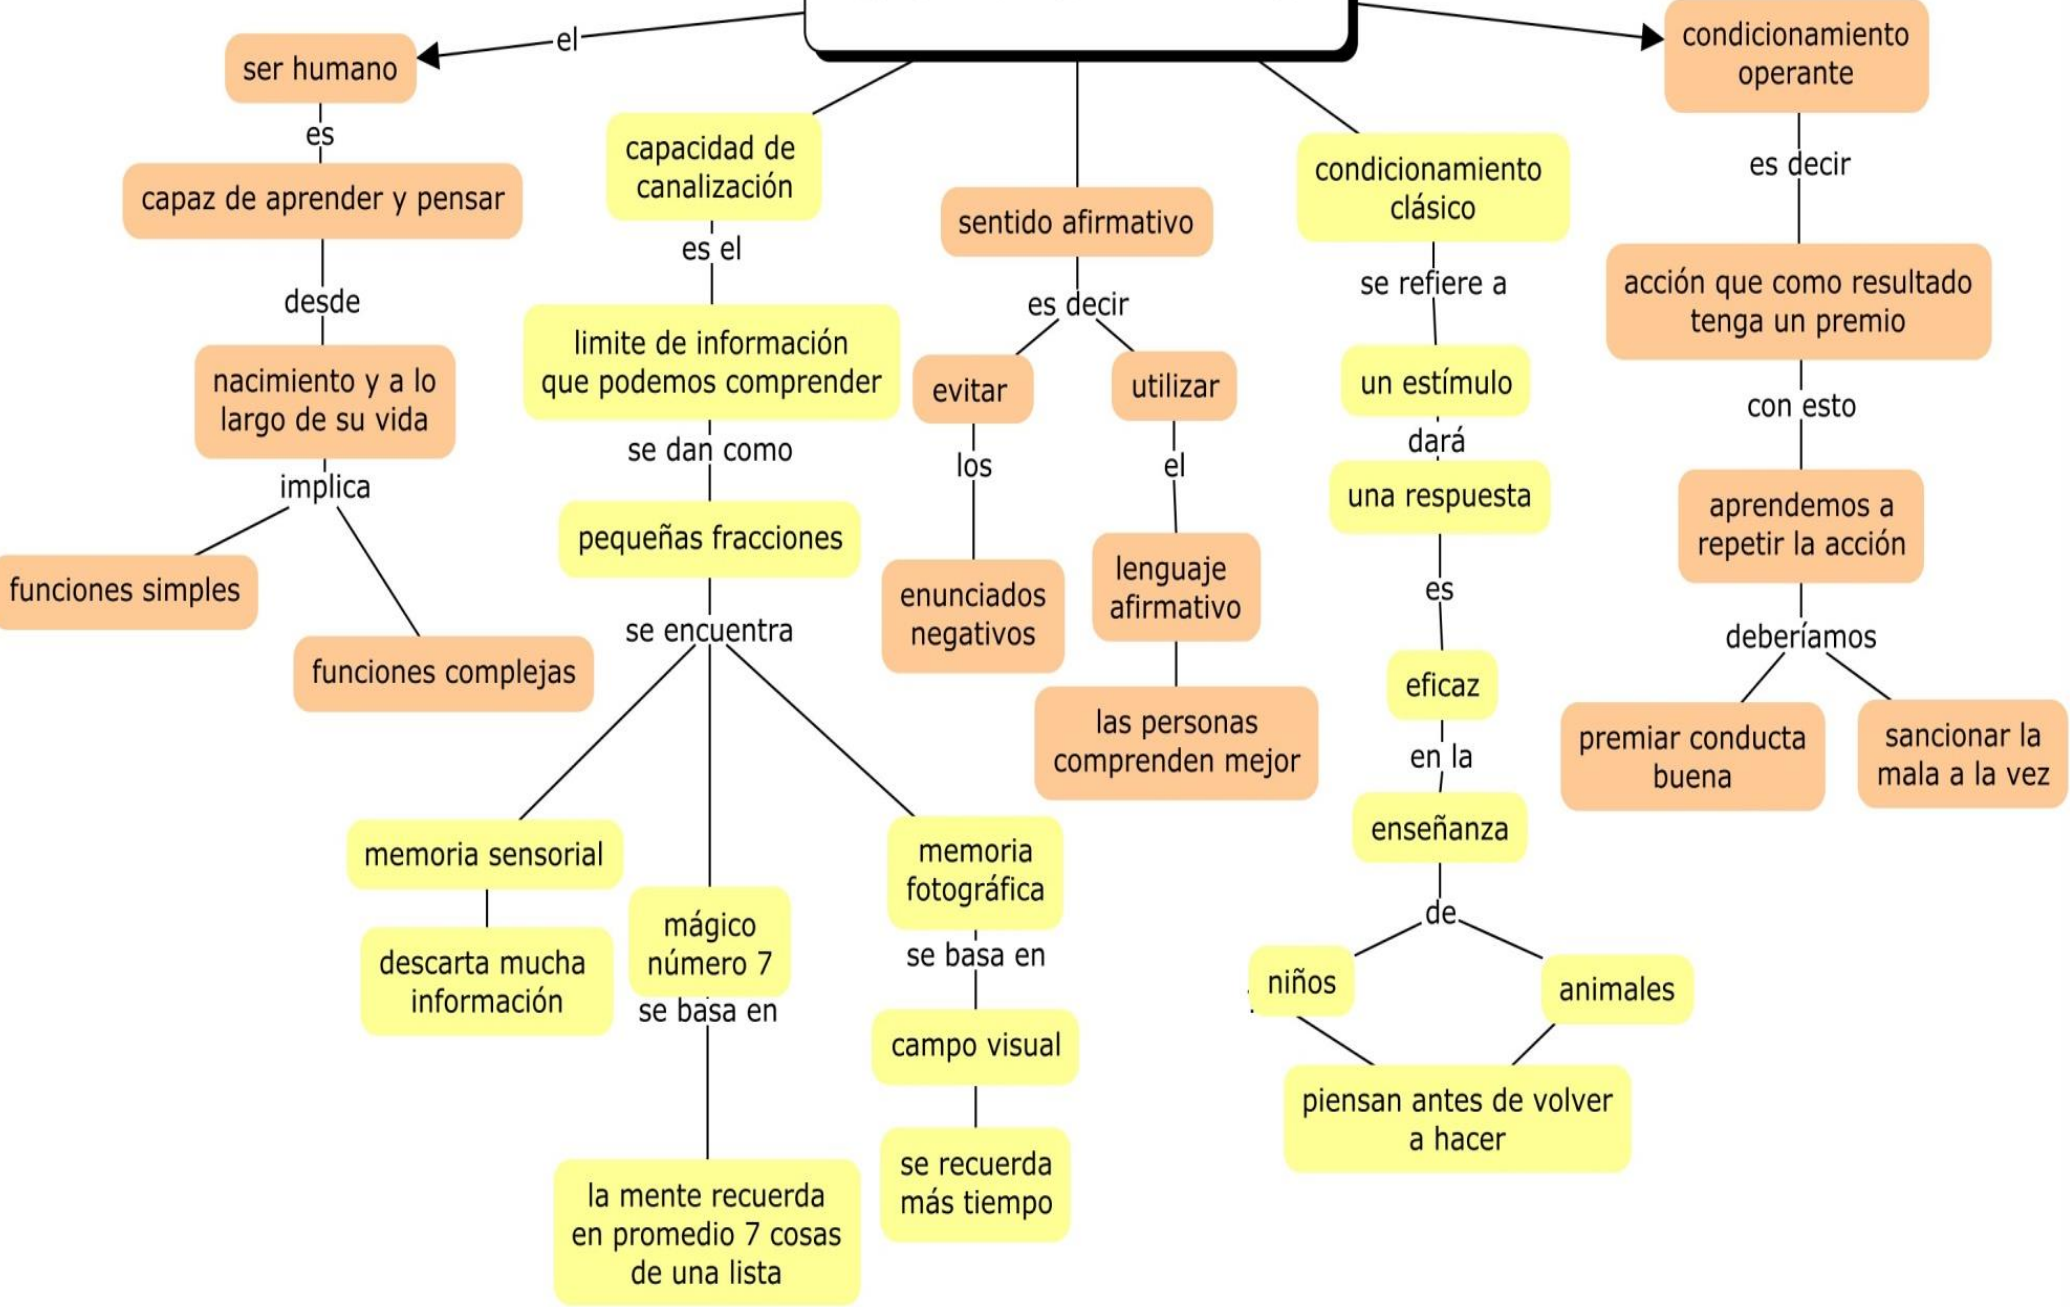 el
ser humano
es
capaz de aprender y pensar
desde
nacimiento y a lo
largo de su vida
implica
funciones simples
funciones complejas
capacidad de
canalización
es el
limite de información
que podemos comprender
se dan como
pequeñas fracciones
se encuentra
memoria sensorial
descarta mucha
información
mágico
número 7
se basa en
la mente recuerda
en promedio 7 cosas
de una lista
memoria
fotográfica
se basa en
campo visual
se recuerda
más tiempo
sentido afirmativo
es decir
evitar
los
enunciados
negativos
utilizar
el
lenguaje
afirmativo
las personas
comprenden mejor
condicionamiento
clásico
se refiere a
un estímulo
dará
una respuesta
es
eficaz
en la
enseñanza
de
niños
animales
piensan antes de volver
a hacer
condicionamiento
operante
es decir
acción que como resultado
tenga un premio
con esto
aprendemos a
repetir la acción
deberíamos
premiar conducta
buena
sancionar la
mala a la vez